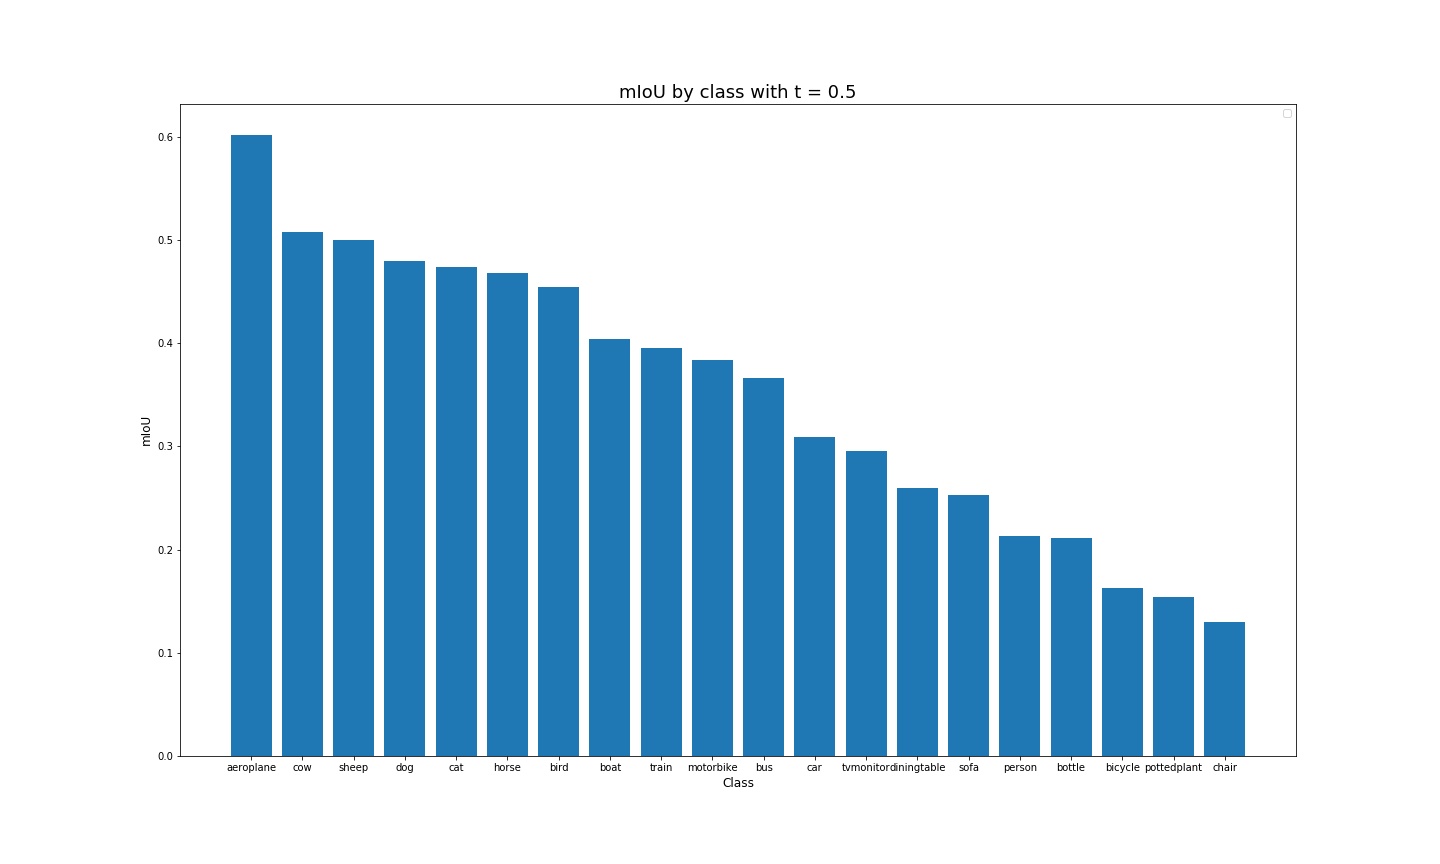 mIoU by class with t = 0.5
0.6
0.5
0.4
0.3
0.2
0.1
0.0
mIoU
aeroplane cow sheep dog cat horse bird boat train motorbike bus car tvmonitor diningtable sofa person bottle bicycle pottedplant chair
Class